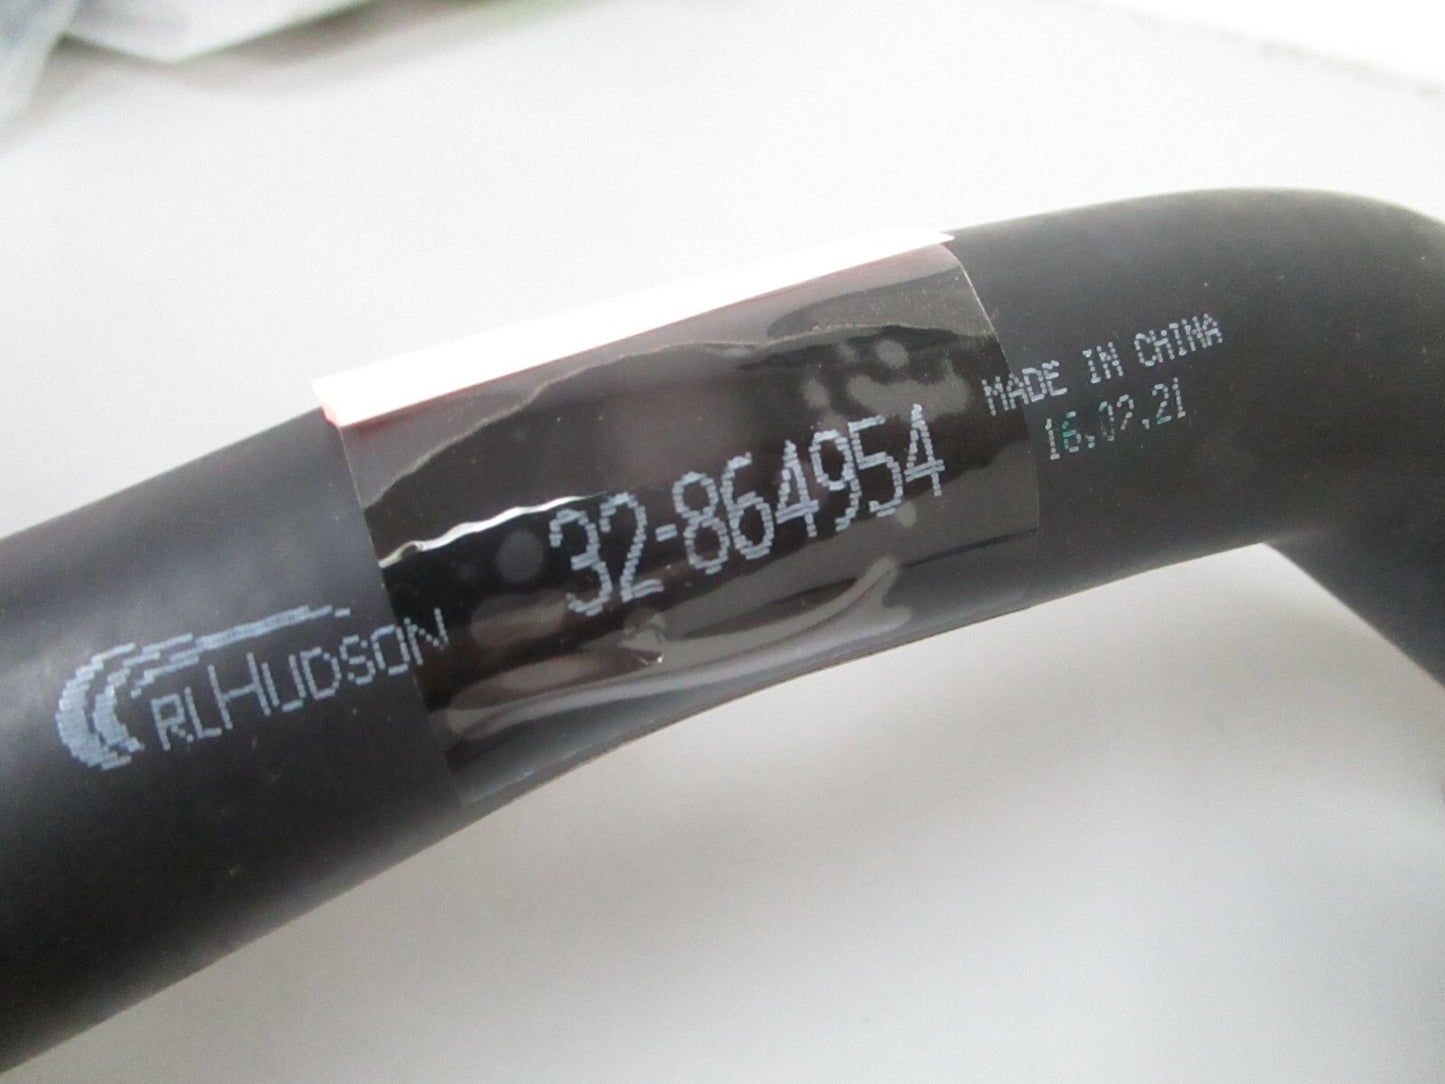 RLHUDSON
32-864954
MADE IN CHINA
16.02.21